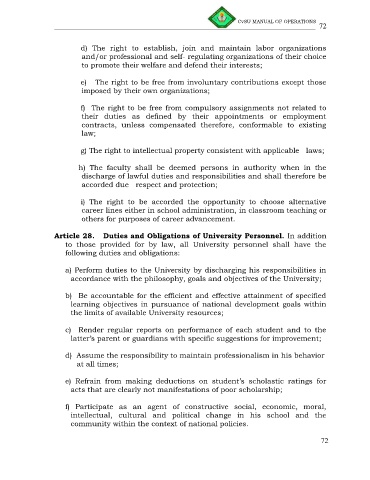 CvSU MANUAL OF OPERATIONS
72
d) The right to establish, join and maintain labor organizations
and/or professional and self- regulating organizations of their choice
to promote their welfare and defend their interests;
e) The right to be free from involuntary contributions except those
imposed by their own organizations;
f) The right to be free from compulsory assignments not related to
their duties as defined by their appointments or employment
contracts, unless compensated therefore, conformable to existing
law;
g) The right to intellectual property consistent with applicable laws;
h) The faculty shall be deemed persons in authority when in the
discharge of lawful duties and responsibilities and shall therefore be
accorded due respect and protection;
i) The right to be accorded the opportunity to choose alternative
career lines either in school administration, in classroom teaching or
others for purposes of career advancement.
Article 28. Duties and Obligations of University Personnel. In addition
to those provided for by law, all University personnel shall have the
following duties and obligations:
a) Perform duties to the University by discharging his responsibilities in
accordance with the philosophy, goals and objectives of the University;
b) Be accountable for the efficient and effective attainment of specified
learning objectives in pursuance of national development goals within
the limits of available University resources;
c) Render regular reports on performance of each student and to the
latter's parent or guardians with specific suggestions for improvement;
d) Assume the responsibility to maintain professionalism in his behavior
at all times;
e) Refrain from making deductions on student's scholastic ratings for
acts that are clearly not manifestations of poor scholarship;
f) Participate as an agent of constructive social, economic, moral,
intellectual, cultural and political change in his school and the
community within the context of national policies.
72